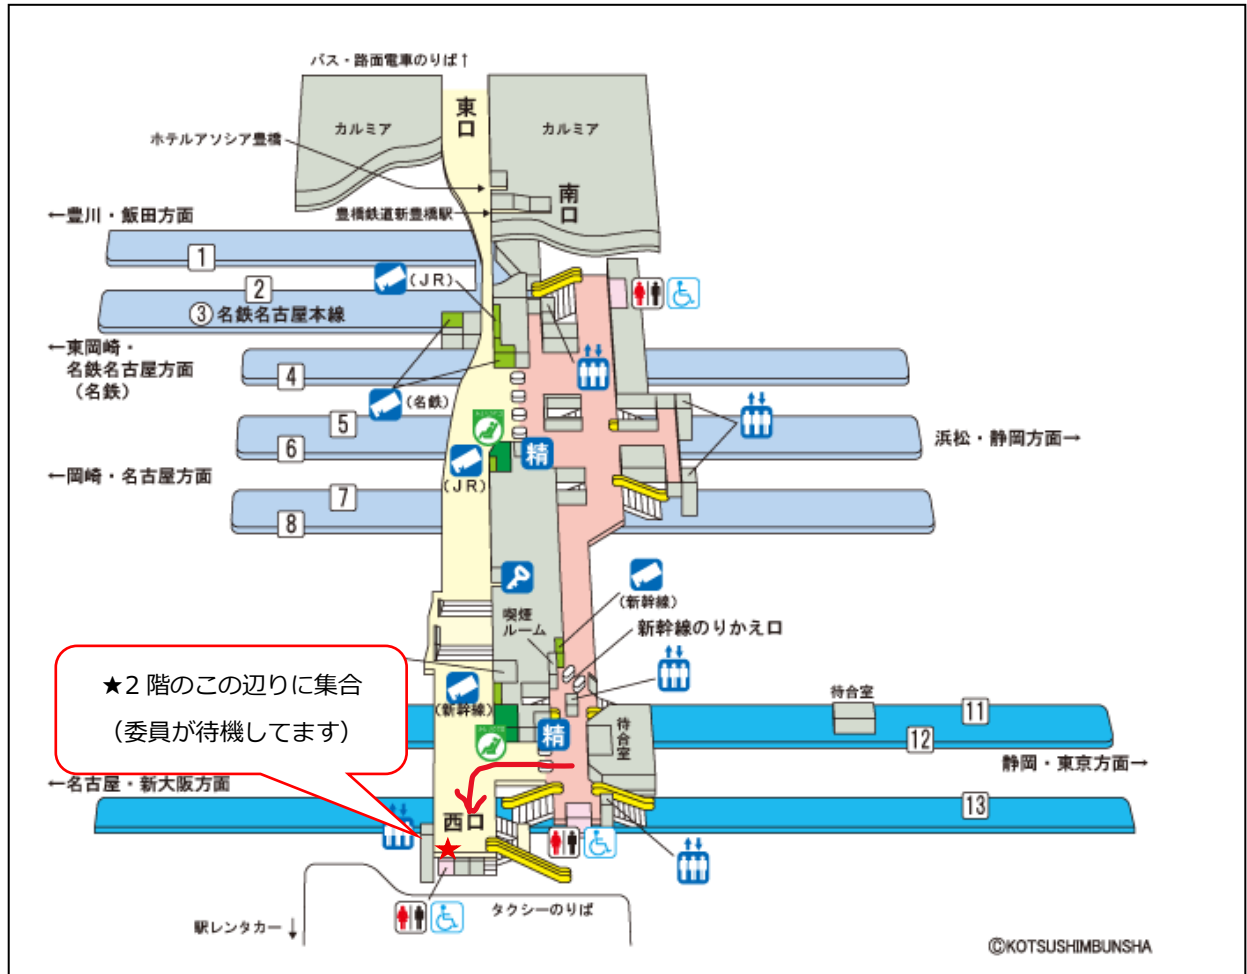 バス・路面電車のりば↑
東口
カルミア
カルミア
ホテルアソシア豊橋
南口
豊橋鉄道新豊橋駅
←豊川・飯田方面
1
(JR)
2
③名鉄名古屋本線
←東岡崎・
名鉄名古屋方面
(名鉄)
4
(名鉄)
5
6
精
浜松・静岡方面→
←岡崎・名古屋方面
(JR)
7
8
喫煙
ルーム
(新幹線)
新幹線のりかえ口
★2階のこの辺りに集合
(委員が待機してます)
(新幹線)
精
待合室
待合室
11
12
静岡・東京方面→
←名古屋・新大阪方面
13
西口
★
タクシーのりば
駅レンタカー↓
©KOTSUSHIMBUNSHA